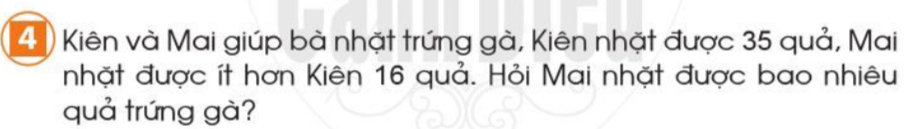 4 Kiên và Mai giúp bà nhặt trứng gà, Kiên nhặt được 35 quả, Mai
nhặt được ít hơn Kiên 16 quả. Hỏi Mai nhặt được bao nhiêu
quả trứng gà?